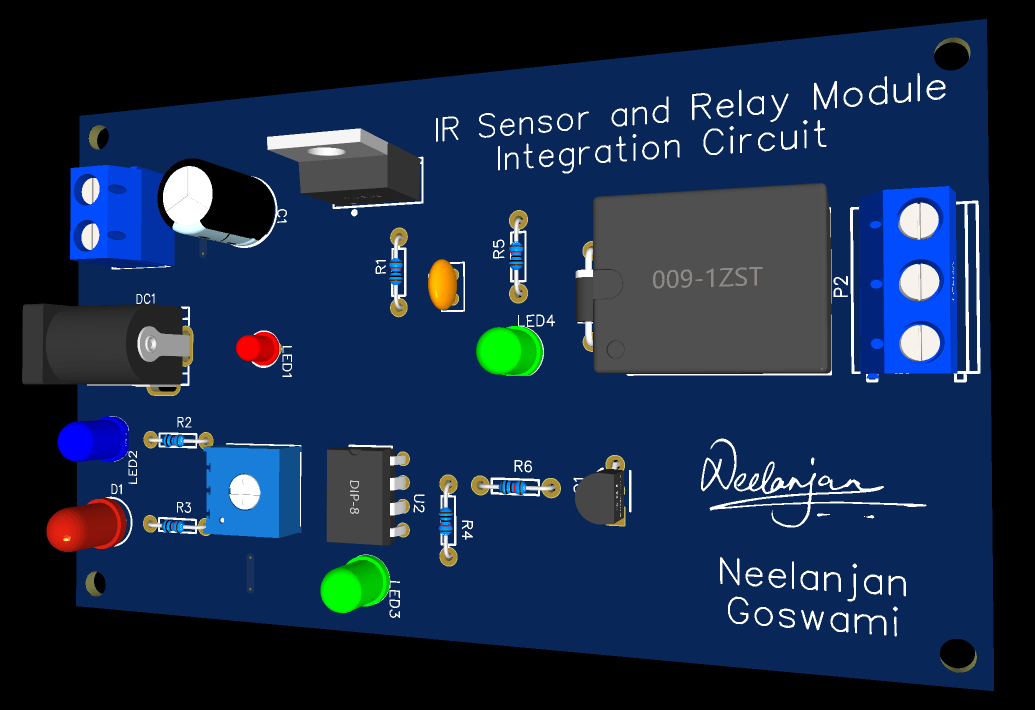 IR Sensor and Relay Module
Integration Circuit
C1
R1
R5
009-1ZST
P2
DC1
LED1
LED4
LED2
R2
D1
R3
DIP-8
U2
R4
R6
LED3
Neelanjan
Neelanjan
Goswami